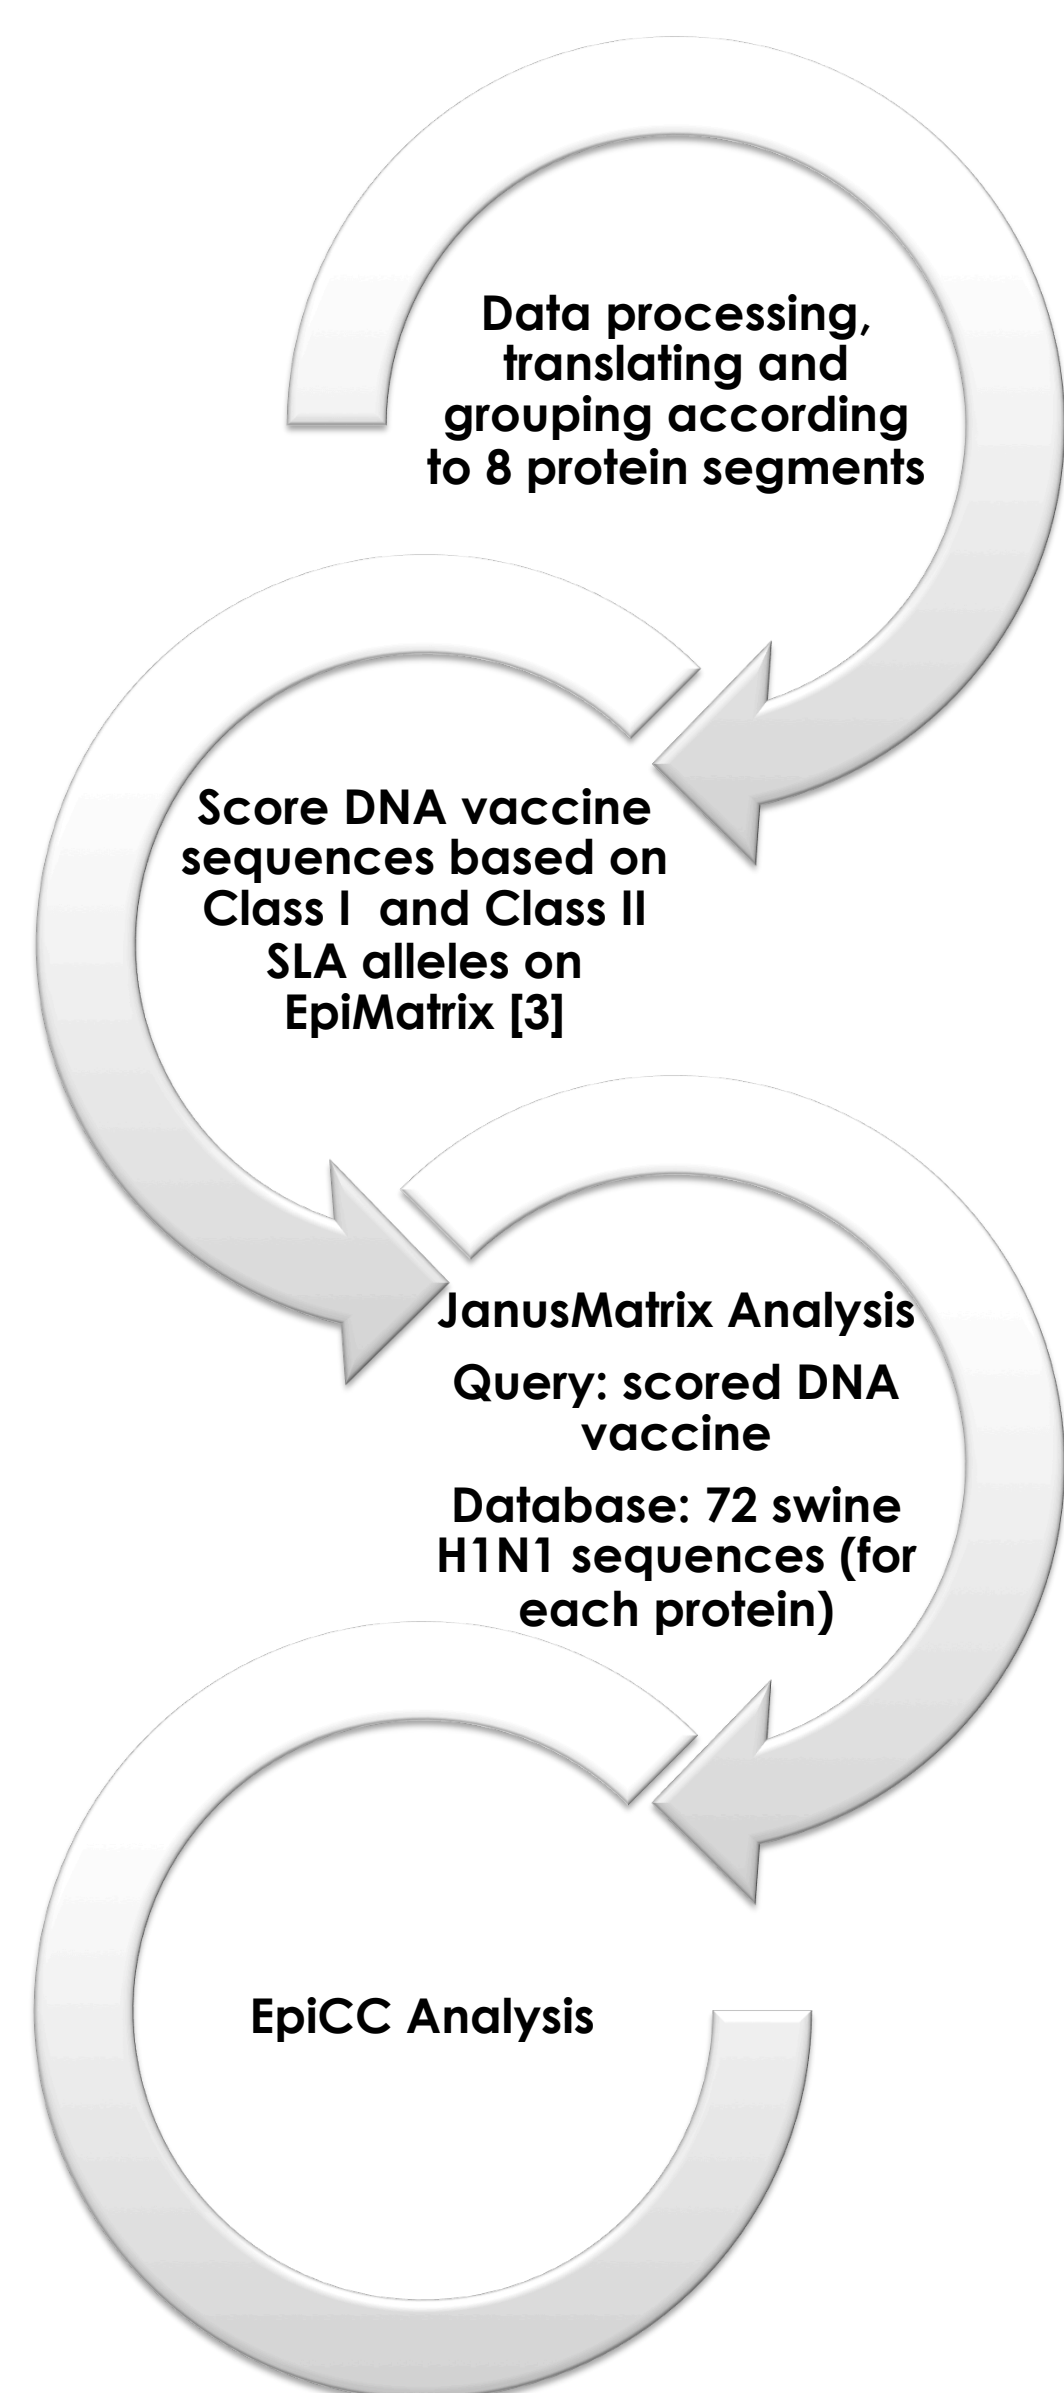 Data processing,
translating and
grouping according
to 8 protein segments
Score DNA vaccine
sequences based on
Class I and Class II
SLA alleles on
EpiMatrix [3]
JanusMatrix Analysis
Query: scored DNA
vaccine
Database: 72 swine
H1N1 sequences (for
each protein)
EpiCC Analysis